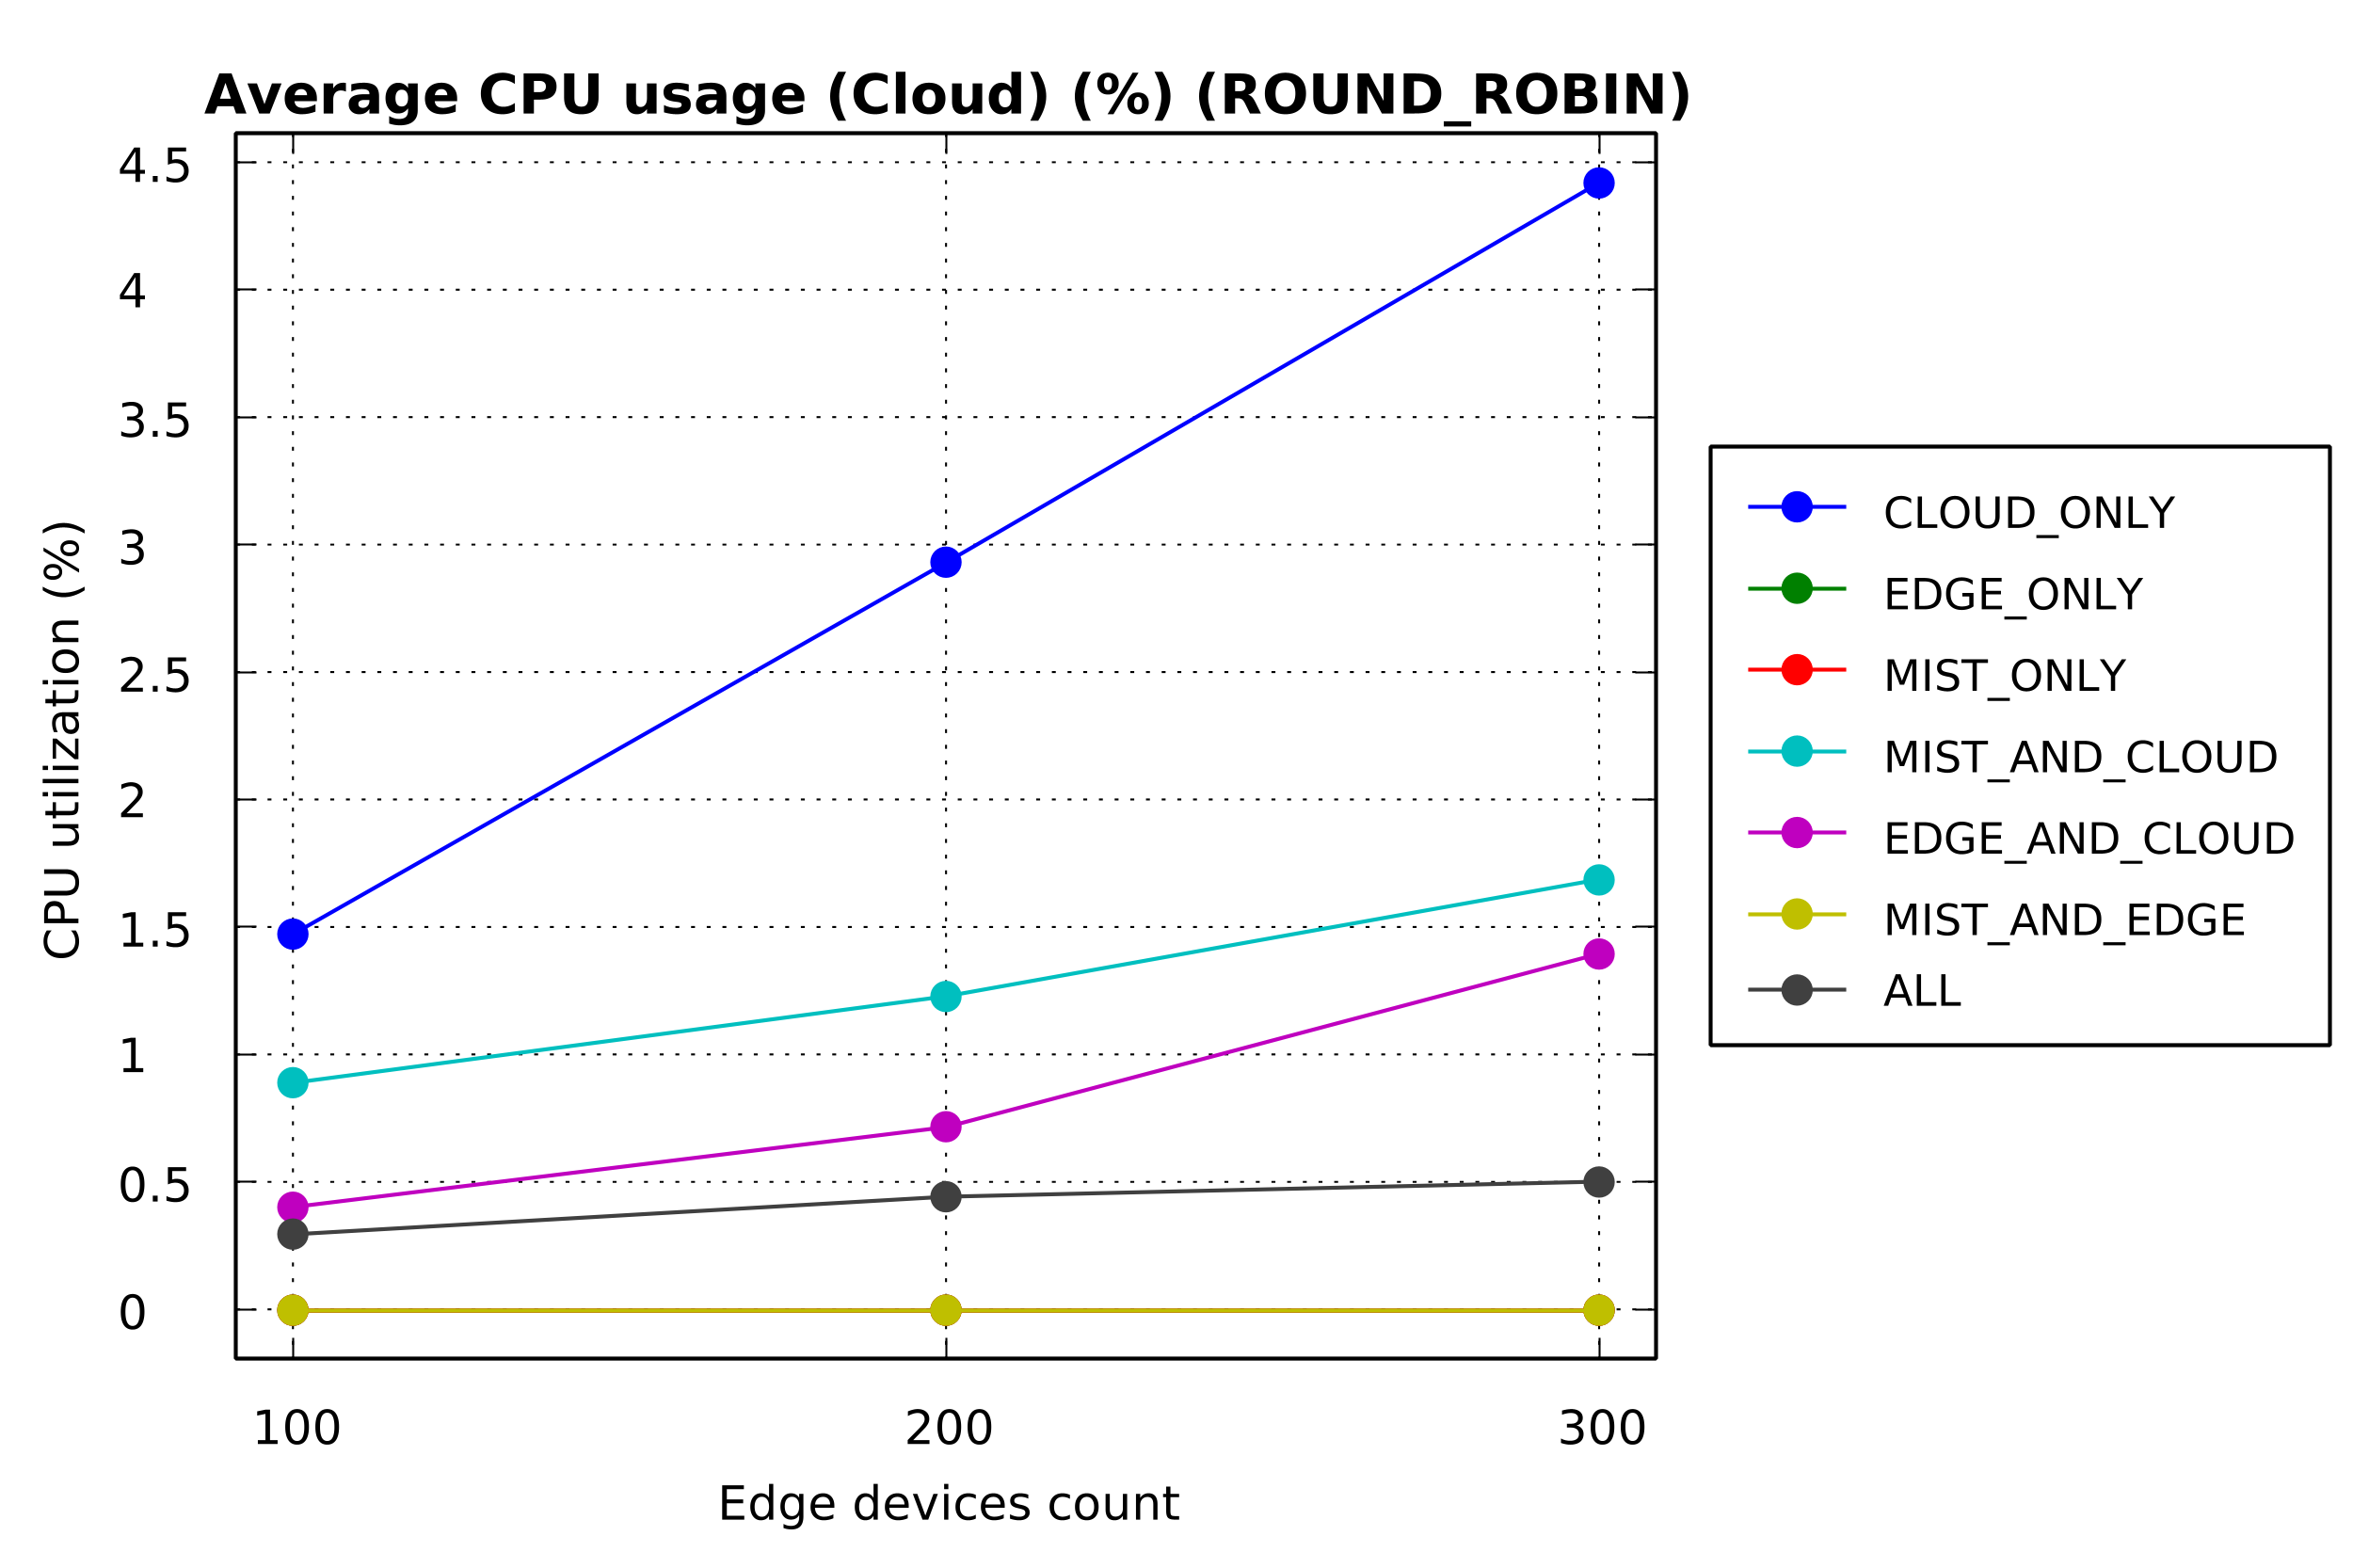 Average CPU usage (Cloud) (%) (ROUND_ROBIN)
CPU utilization (%)
4.5
4
3.5
3
2.5
2
1.5
1
0.5
0
100
200
300
Edge devices count
CLOUD_ONLY
EDGE_ONLY
MIST_ONLY
MIST_AND_CLOUD
EDGE_AND_CLOUD
MIST_AND_EDGE
ALL